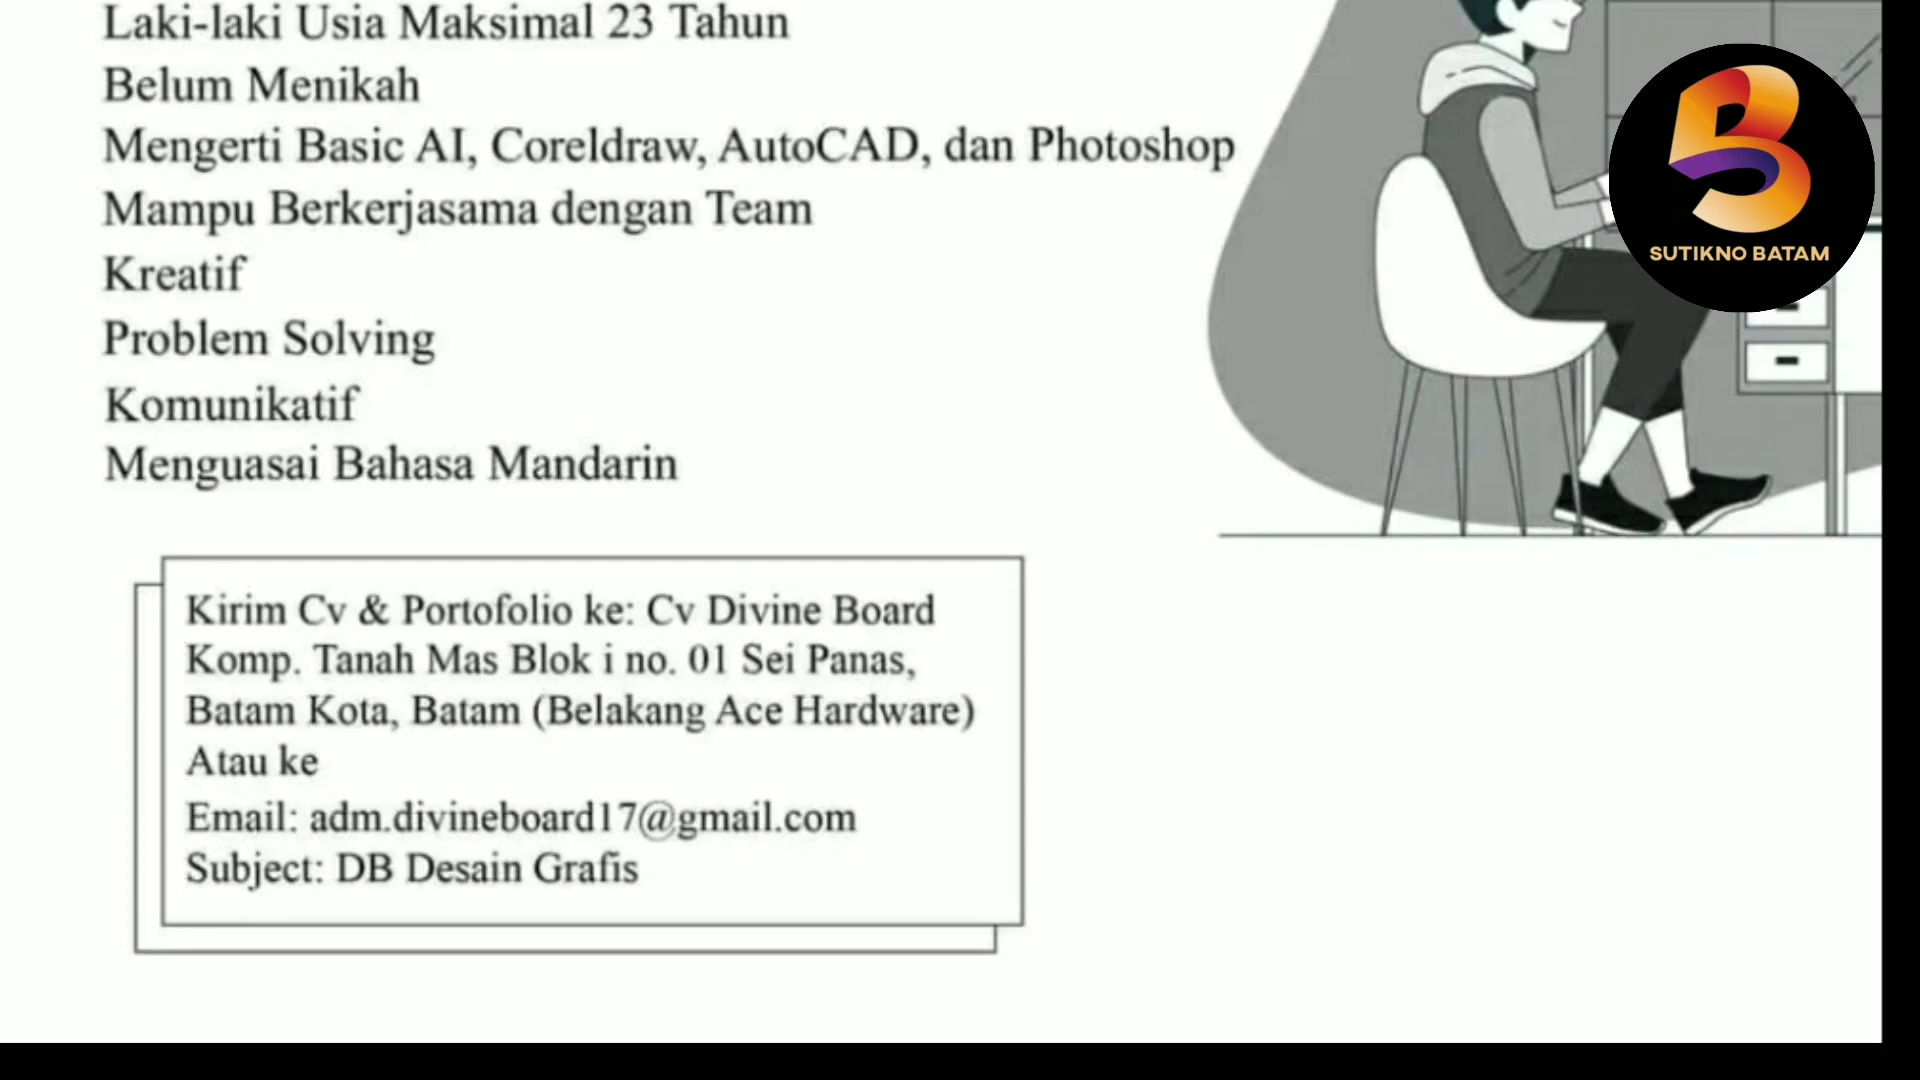 Laki-laki Usia Maksimal 23 Tahun
Belum Menikah
Mengerti Basic AI, Coreldraw, AutoCAD, dan Photoshop
Mampu Berkerjasama dengan Team
Kreatif
Problem Solving
Komunikatif
Menguasai Bahasa Mandarin
SUTIKNO BATAM
Kirim Cv & Portofolio ke: Cv Divine Board
Komp. Tanah Mas Blok i no. 01 Sei Panas,
Batam Kota, Batam (Belakang Ace Hardware)
Atau ke
Email: adm.divineboard17@gmail.com
Subject: DB Desain Grafis